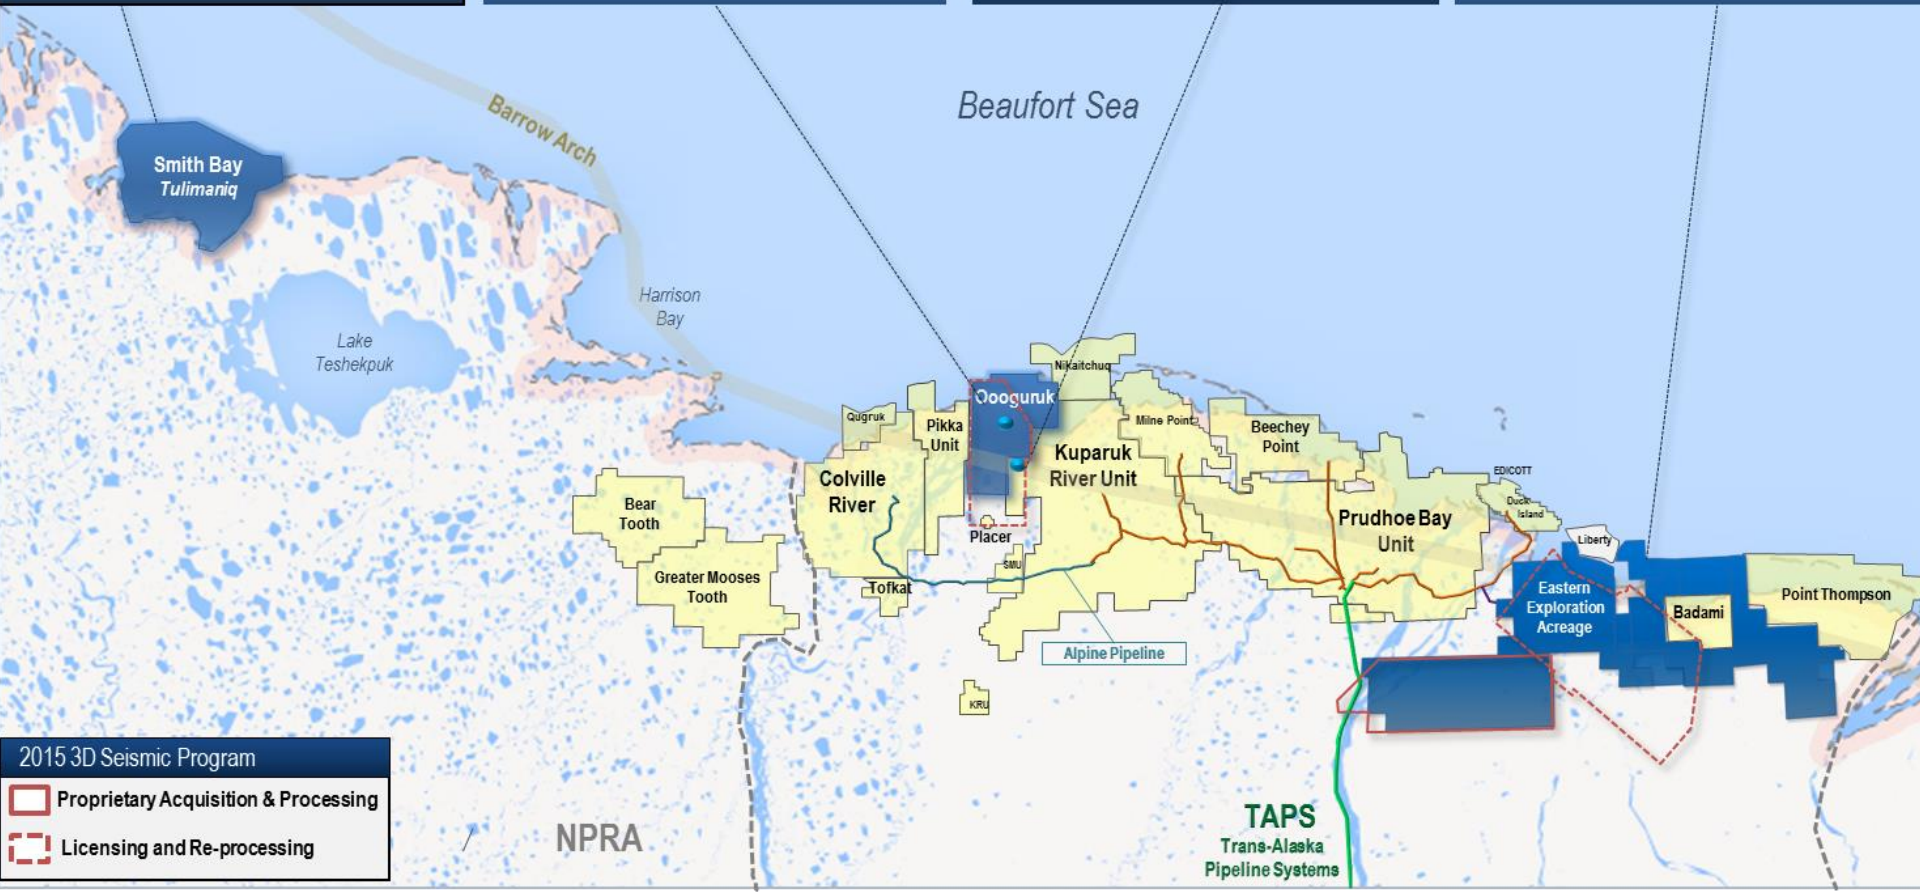 Beaufort Sea
Barrow Arch
Smith Bay
Tulimaniq
Harrison
Bay
Lake
Teshekpuk
Nikaitchuq
Oooguruk
Qugruk
Pikka
Unit
Milne Point
Beechey
Point
Kuparuk
River Unit
Colville
River
EDICOTT
Duck
Island
Bear
Tooth
Prudhoe Bay
Unit
Placer
Liberty
SMU
Greater Mooses
Tooth
Tofkat
Eastern
Exploration
Acreage
Badami
Point Thompson
Alpine Pipeline
KRU
2015 3D Seismic Program
Proprietary Acquisition & Processing
Licensing and Re-processing
NPRA
TAPS
Trans-Alaska
Pipeline Systems